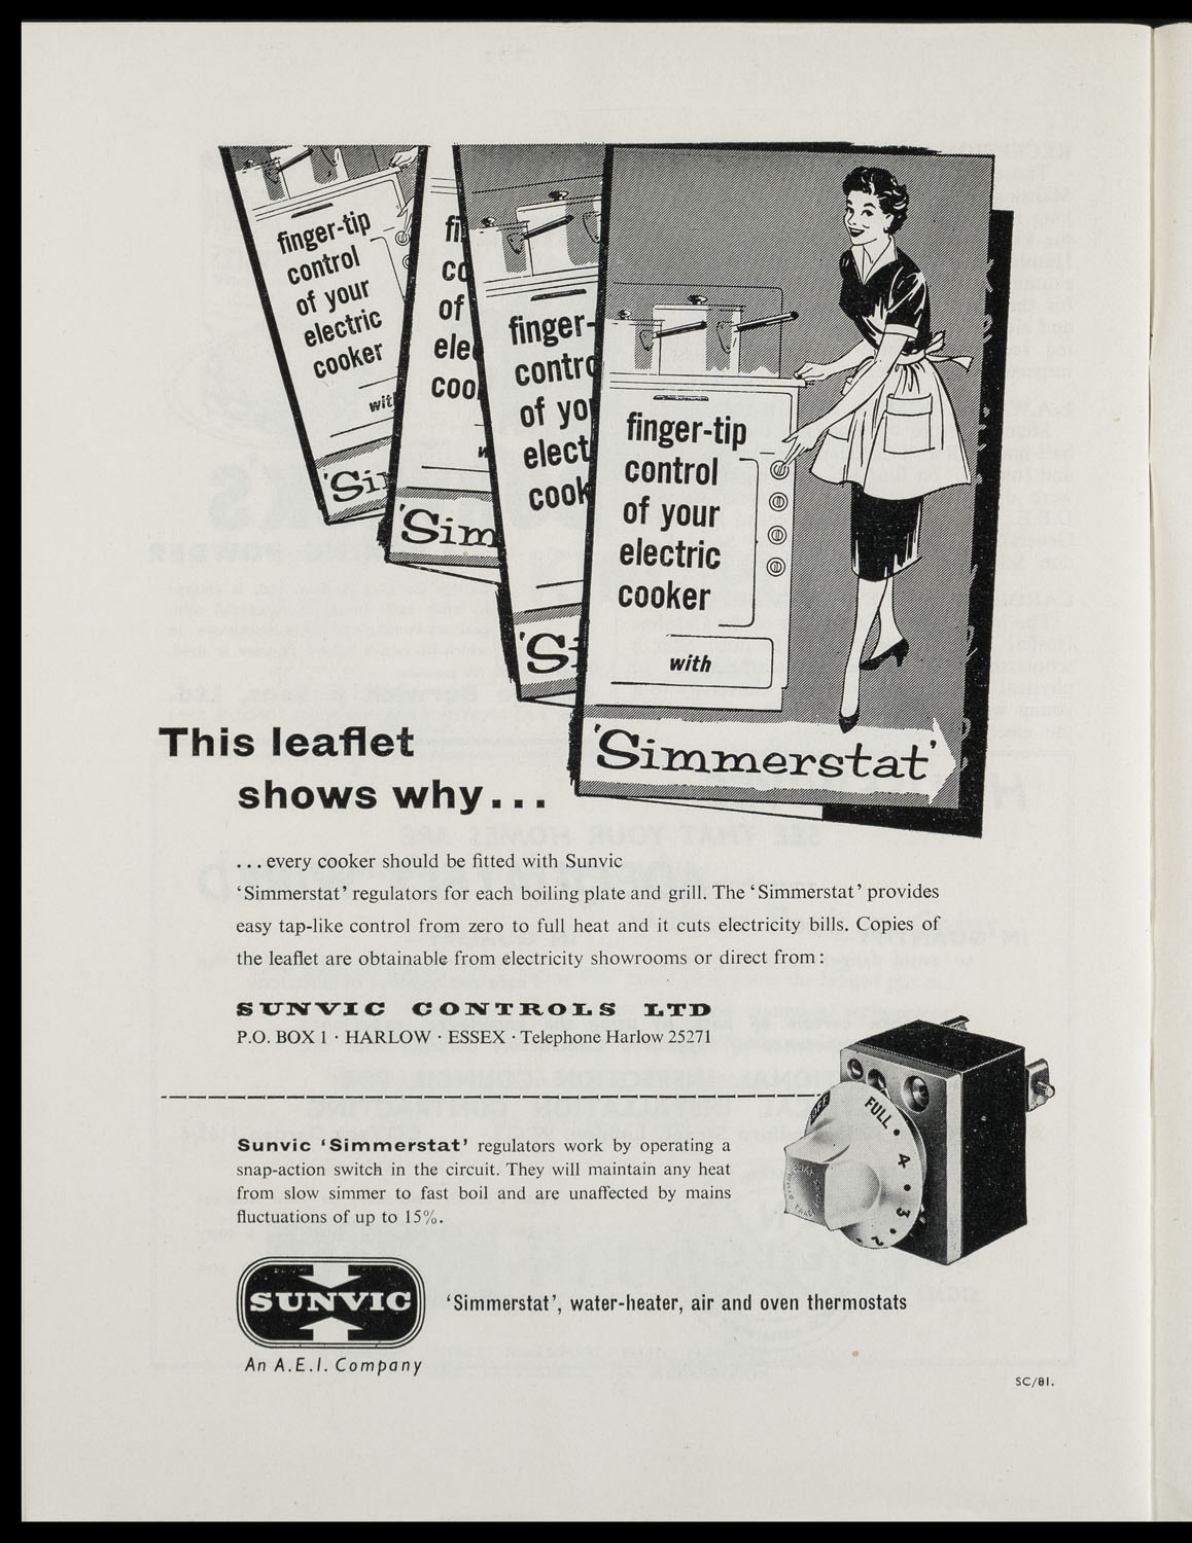 finger-tip
control
of your
electric
cooker
with
'Sim
fi
co
of
ele
coo
w
'Sim
finger-
contro
of yo
elect
cook
'Si
finger-tip
control
of your
electric
cooker
with
'Simmerstat'
This leaflet
shows why...
...every cooker should be fitted with Sunvic
'Simmerstat' regulators for each boiling plate and grill. The 'Simmerstat' provides
easy tap-like control from zero to full heat and it cuts electricity bills. Copies of
the leaflet are obtainable from electricity showrooms or direct from:
SUNVIC CONTROLS LTD
P.O. BOX 1 · HARLOW · ESSEX · Telephone Harlow 25271
OFF
FULL • 4 • 3 • 2
Sunvic 'Simmerstat' regulators work by operating a
snap-action switch in the circuit. They will maintain any heat
from slow simmer to fast boil and are unaffected by mains
fluctuations of up to 15%.
SUNVIC
'Simmerstat', water-heater, air and oven thermostats
An A.E.I. Company
SC/81.